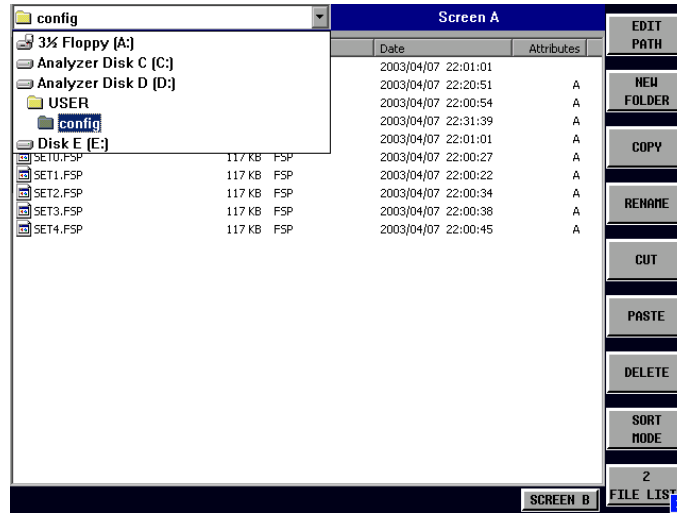 config
Screen A
EDIT
PATH
3½ Floppy (A:)
Date Attributes
Analyzer Disk C (C:)
2003/04/07 22:01:01
Analyzer Disk D (D:)
2003/04/07 22:20:51 A
NEW
FOLDER
USER
2003/04/07 22:00:54 A
config
2003/04/07 22:31:39 A
Disk E (E:)
2003/04/07 22:01:01 A
COPY
SET0.FSP 117 KB FSP 2003/04/07 22:00:27 A
SET1.FSP 117 KB FSP 2003/04/07 22:00:22 A
SET2.FSP 117 KB FSP 2003/04/07 22:00:34 A
RENAME
SET3.FSP 117 KB FSP 2003/04/07 22:00:38 A
SET4.FSP 117 KB FSP 2003/04/07 22:00:45 A
CUT
PASTE
DELETE
SORT
MODE
2
FILE LIST
SCREEN B